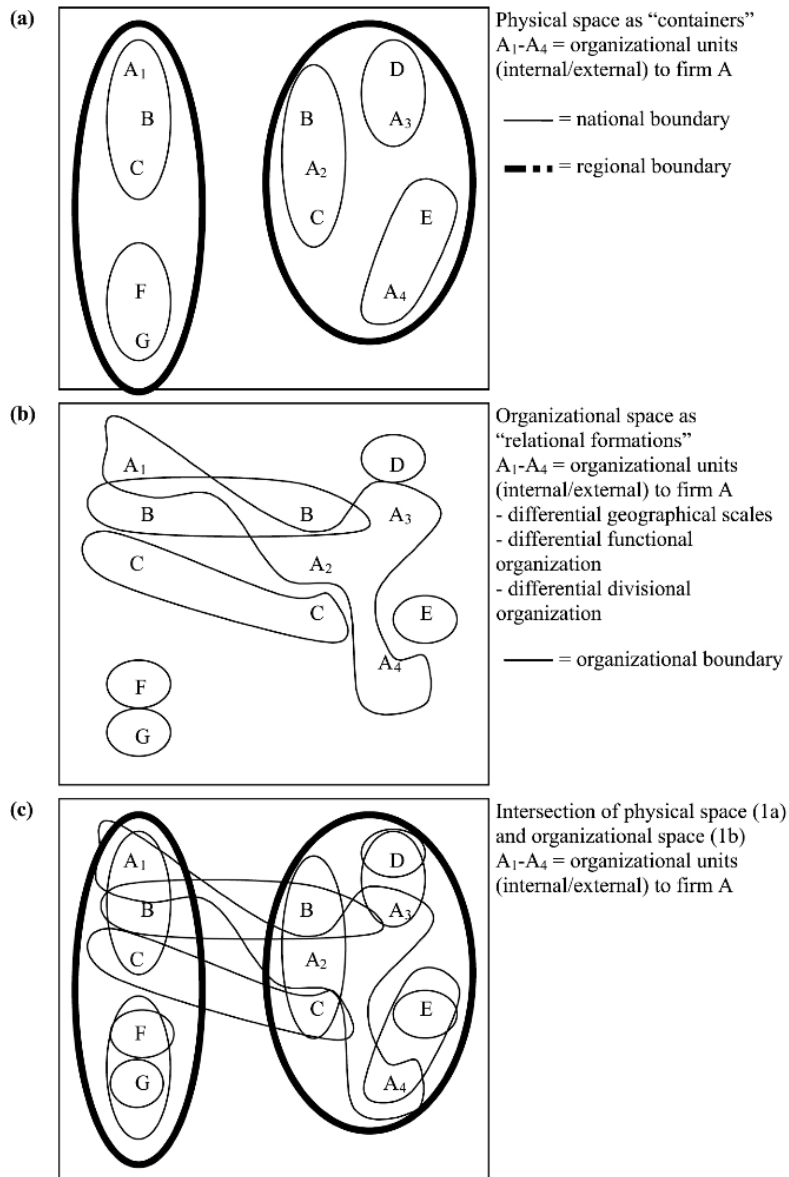 (a)
Physical space as “containers”
A1-A4 = organizational units
(internal/external) to firm A
= national boundary
= regional boundary
A1
B
C
F
G
D
A3
B
A2
C
E
A4
(b)
Organizational space as
“relational formations”
A1-A4 = organizational units
(internal/external) to firm A
- differential geographical scales
- differential functional
organization
- differential divisional
organization
= organizational boundary
A1
D
B
B
A3
C
A2
C
E
A4
F
G
(c)
Intersection of physical space (1a)
and organizational space (1b)
A1-A4 = organizational units
(internal/external) to firm A
A1
D
B
B
A3
C
A2
C
E
F
G
A4